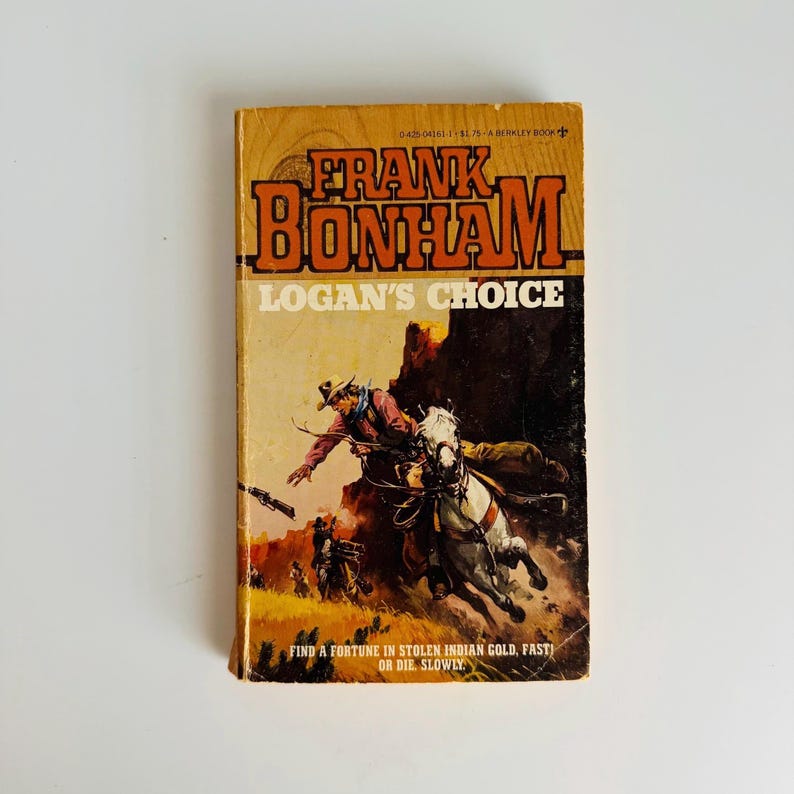 0-425-04161-1 • $1.75 • A BERKLEY BOOK
FRANK
BONHAM
LOGAN'S CHOICE
FIND A FORTUNE IN STOLEN INDIAN GOLD, FAST!
OR DIE. SLOWLY.